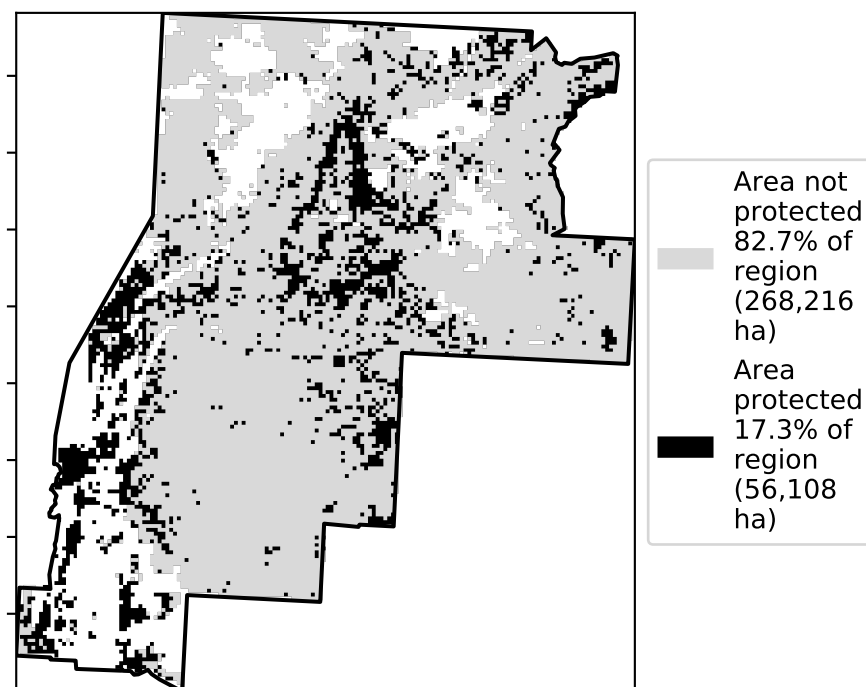 Area not
protected
82.7% of
region
(268,216
ha)
Area
protected
17.3% of
region
(56,108
ha)